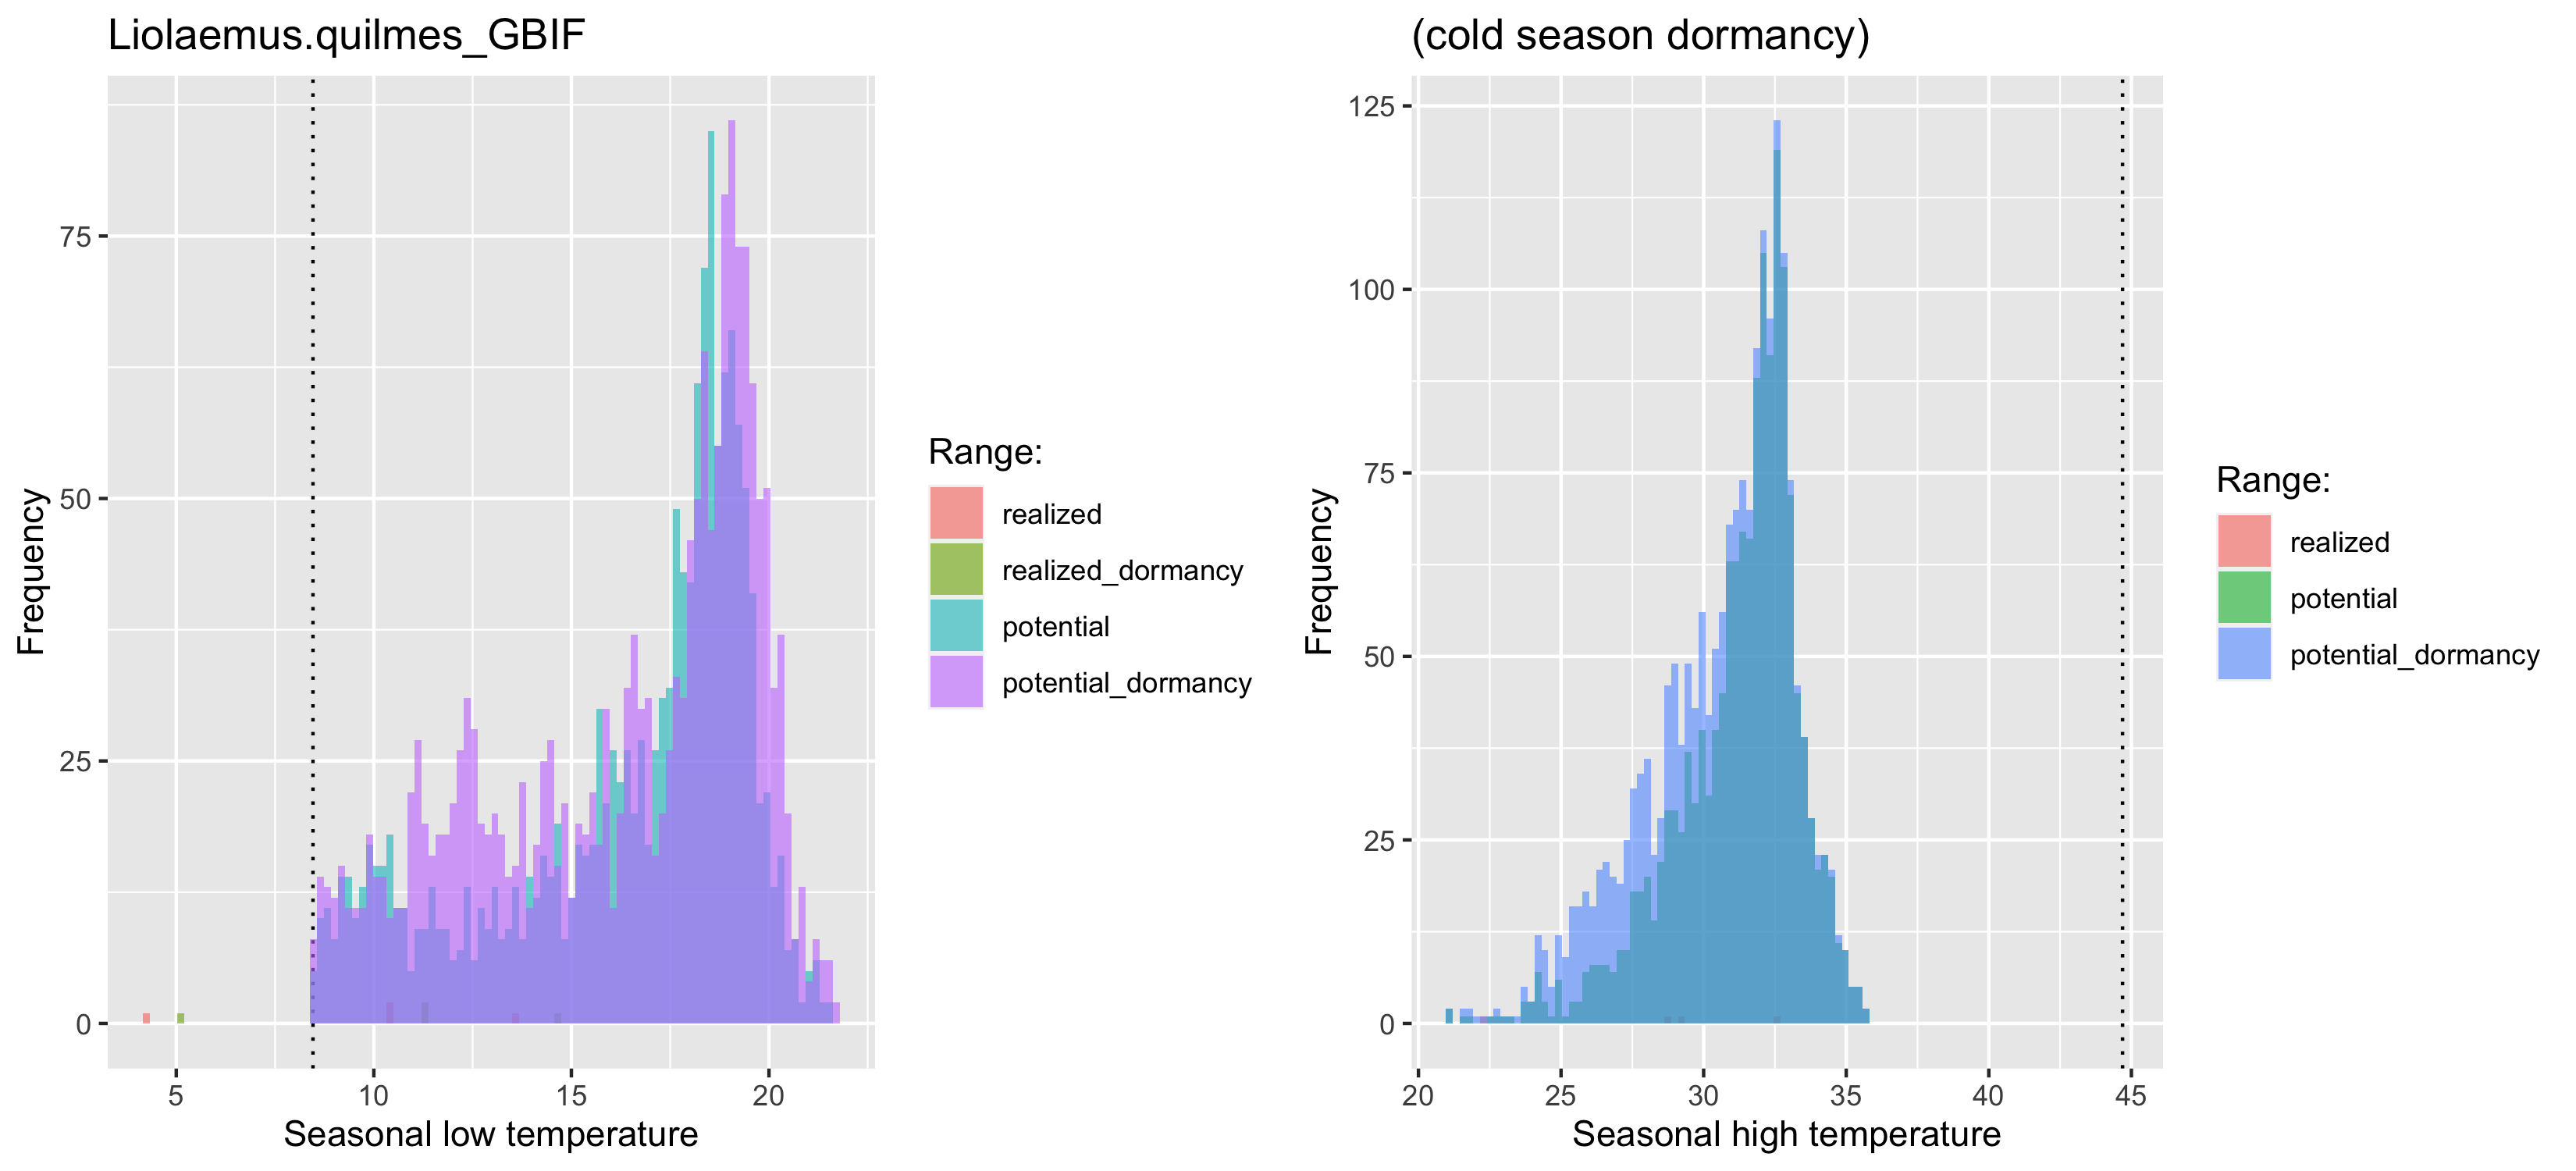 Liolaemus.quilmes_GBIF
(cold season dormancy)
Frequency
75
50
25
0
5
10
15
20
Seasonal low temperature
Range:
realized
realized_dormancy
potential
potential_dormancy
Frequency
125
100
75
50
25
0
20
25
30
35
40
45
Seasonal high temperature
Range:
realized
potential
potential_dormancy